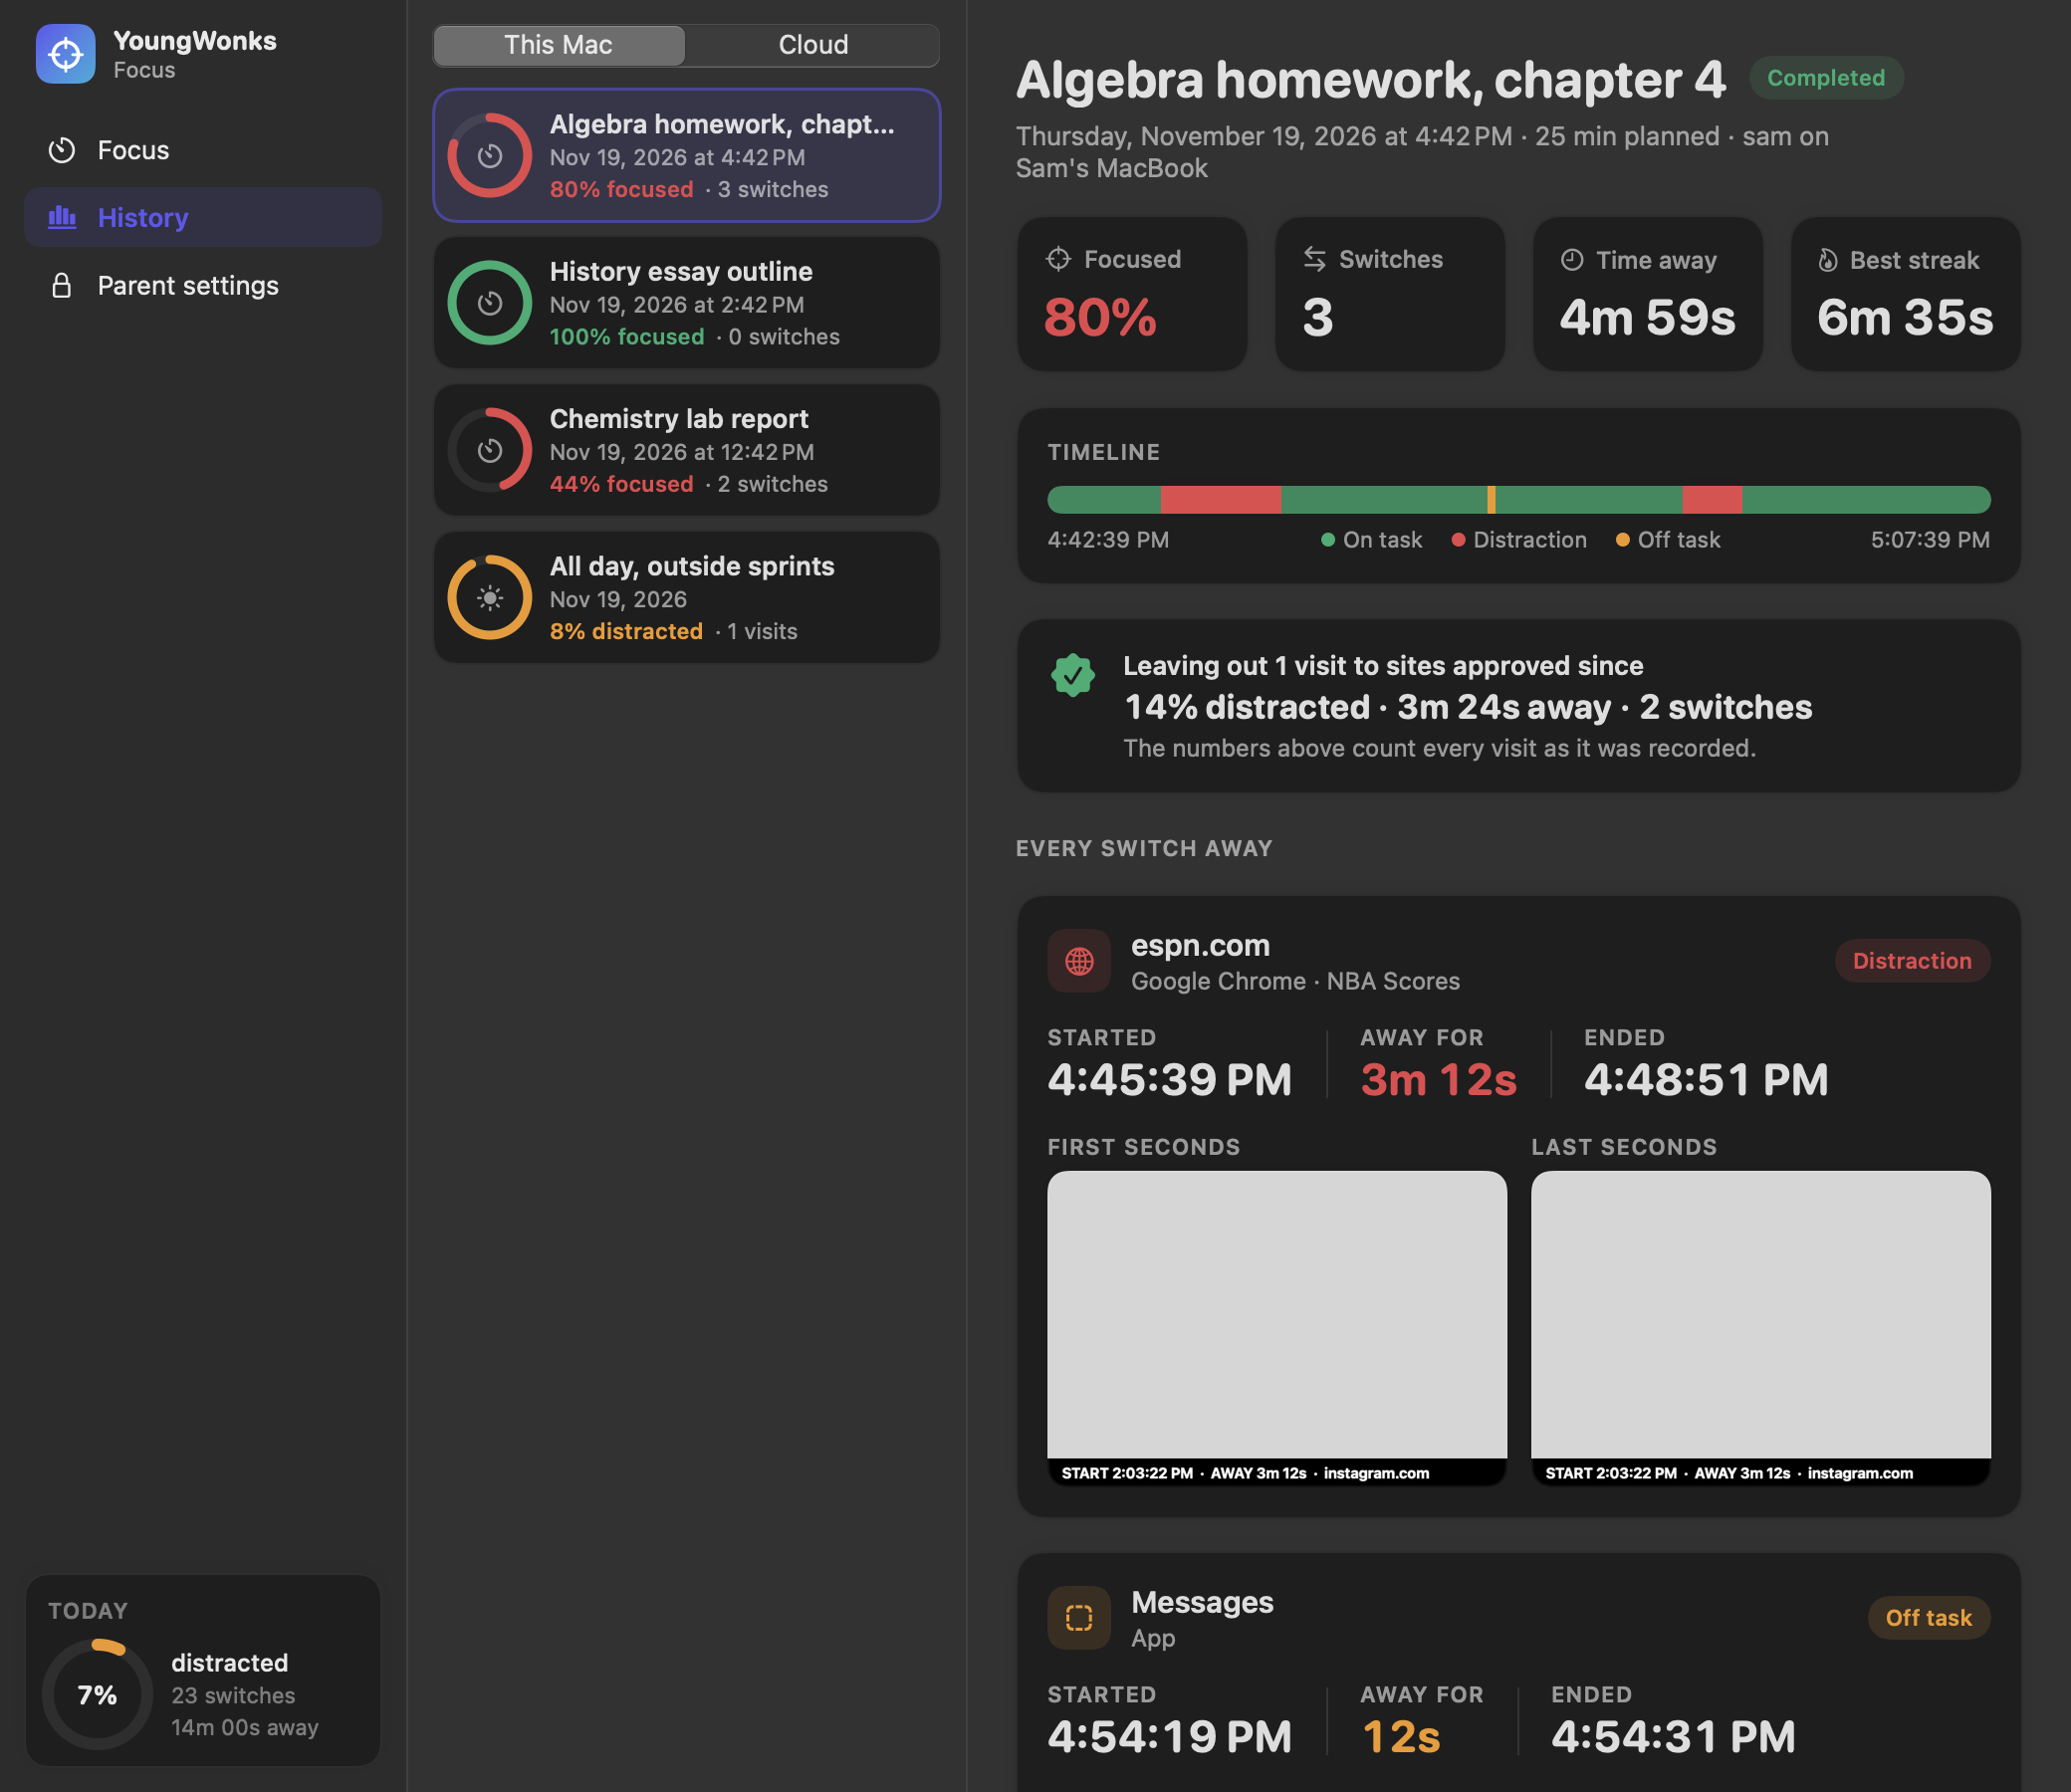 YoungWonks
Focus
Focus
History
Parent settings
TODAY
7%
distracted
23 switches
14m 00s away
This Mac
Cloud
Algebra homework, chapt...
Nov 19, 2026 at 4:42 PM
80% focused · 3 switches
History essay outline
Nov 19, 2026 at 2:42 PM
100% focused · 0 switches
Chemistry lab report
Nov 19, 2026 at 12:42 PM
44% focused · 2 switches
All day, outside sprints
Nov 19, 2026
8% distracted · 1 visits
Algebra homework, chapter 4
Completed
Thursday, November 19, 2026 at 4:42 PM · 25 min planned · sam on
Sam's MacBook
Focused
80%
Switches
3
Time away
4m 59s
Best streak
6m 35s
TIMELINE
4:42:39 PM
On task
Distraction
Off task
5:07:39 PM
Leaving out 1 visit to sites approved since
14% distracted · 3m 24s away · 2 switches
The numbers above count every visit as it was recorded.
EVERY SWITCH AWAY
espn.com
Google Chrome · NBA Scores
Distraction
STARTED
4:45:39 PM
AWAY FOR
3m 12s
ENDED
4:48:51 PM
FIRST SECONDS
START 2:03:22 PM · AWAY 3m 12s · instagram.com
LAST SECONDS
START 2:03:22 PM · AWAY 3m 12s · instagram.com
Messages
App
Off task
STARTED
4:54:19 PM
AWAY FOR
12s
ENDED
4:54:31 PM